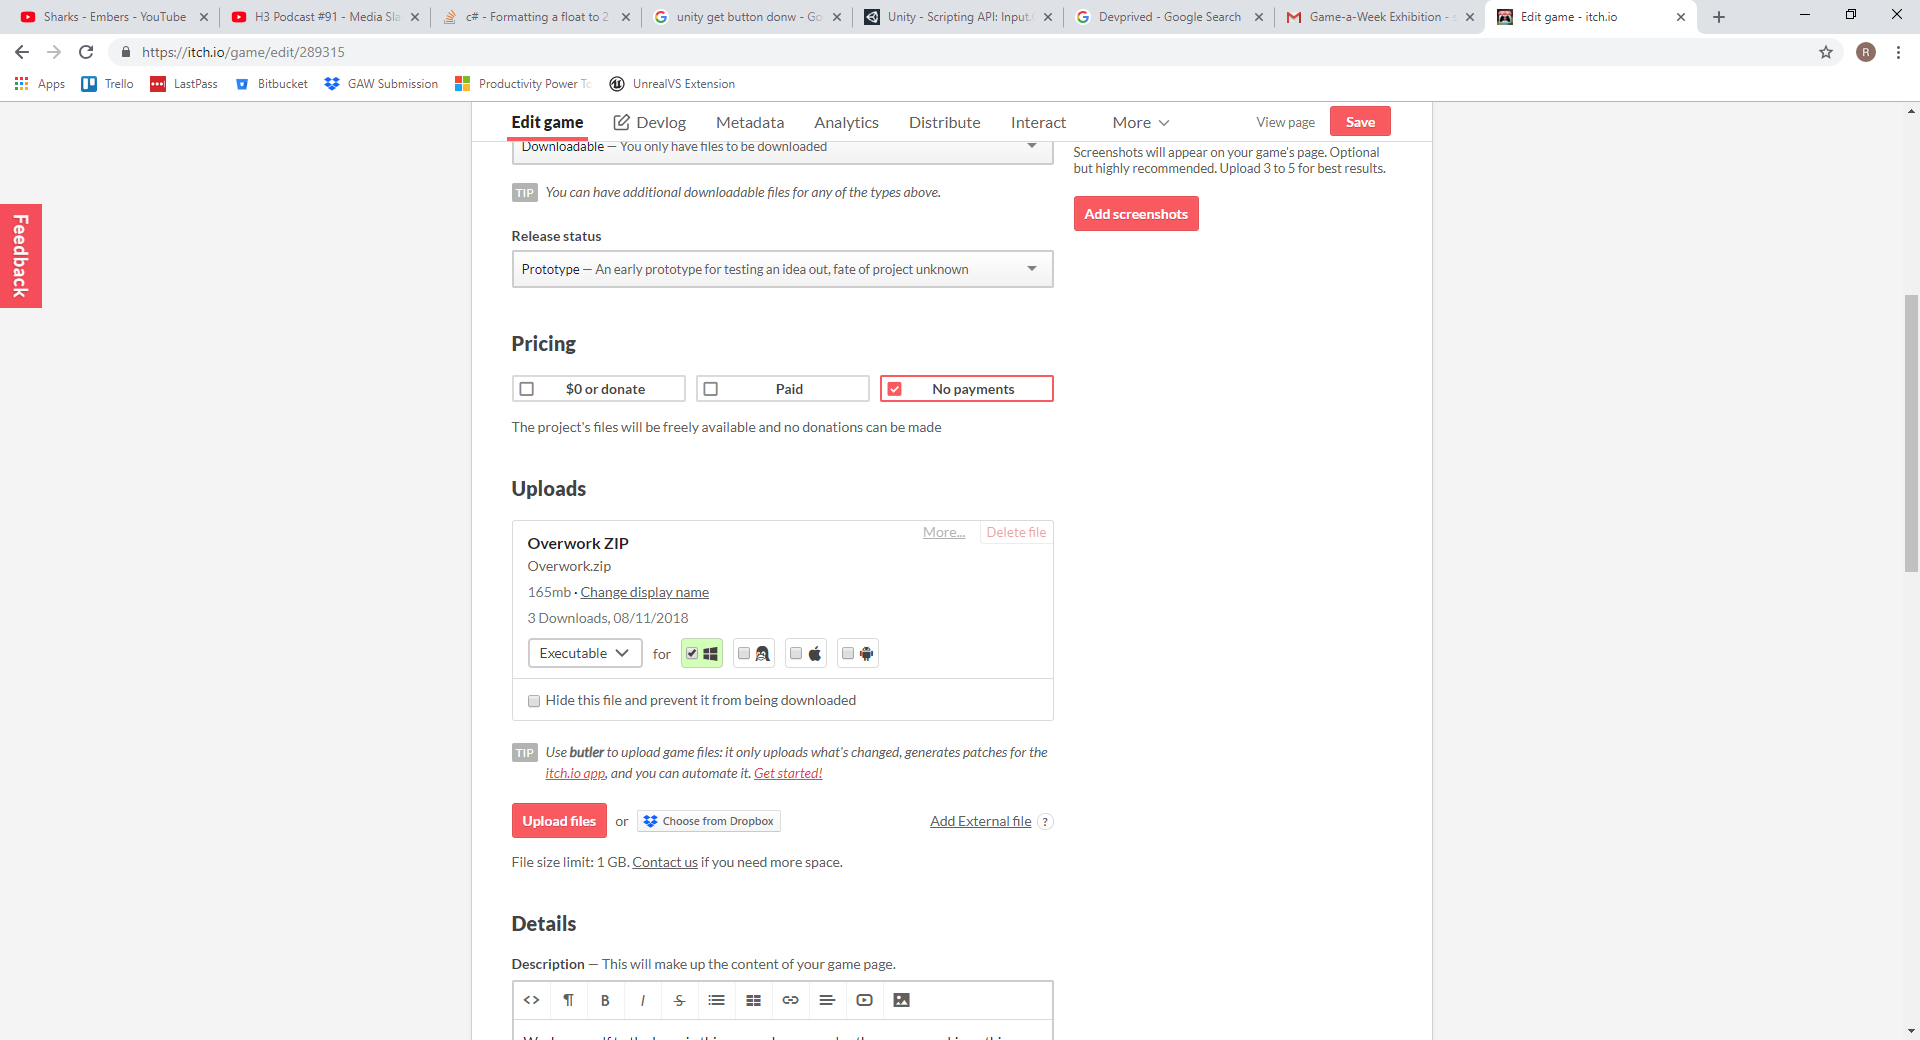 Sharks - Embers - YouTube
H3 Podcast #91 - Media Sla
c# - Formatting a float to 2
unity get button donw - Go
Unity - Scripting API: Input.
Devprived - Google Search
Game-a-Week Exhibition - s
Edit game - itch.io
https://itch.io/game/edit/289315
R
Apps
Trello
LastPass
Bitbucket
GAW Submission
Productivity Power To
UnrealVS Extension
Edit game
Devlog
Metadata
Analytics
Distribute
Interact
More
View page
Save
Downloadable — You only have files to be downloaded
Screenshots will appear on your game's page. Optional
but highly recommended. Upload 3 to 5 for best results.
TIP You can have additional downloadable files for any of the types above.
Add screenshots
Feedback
Release status
Prototype — An early prototype for testing an idea out, fate of project unknown
Pricing
$0 or donate
Paid
No payments
The project's files will be freely available and no donations can be made
Uploads
More...
Delete file
Overwork ZIP
Overwork.zip
165mb · Change display name
3 Downloads, 08/11/2018
Executable for
Hide this file and prevent it from being downloaded
TIP Use butler to upload game files: it only uploads what's changed, generates patches for the
itch.io app, and you can automate it. Get started!
Upload files or Choose from Dropbox
Add External file ?
File size limit: 1 GB. Contact us if you need more space.
Details
Description — This will make up the content of your game page.
B I S